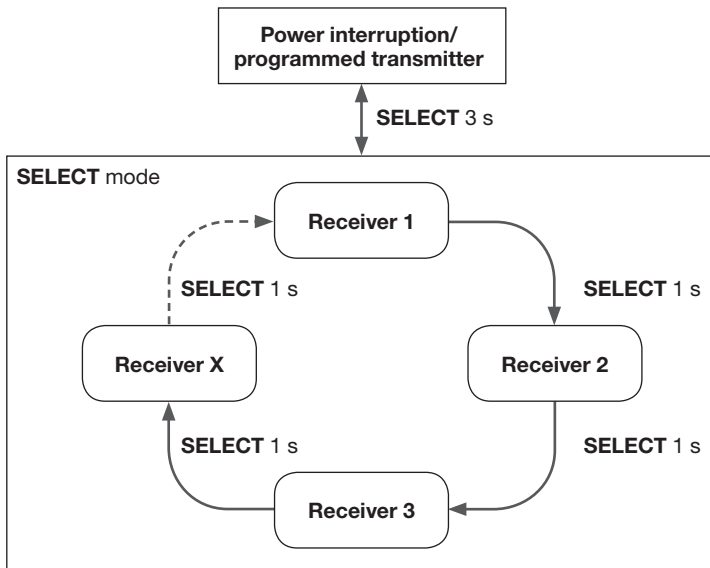 Power interruption/
programmed transmitter
SELECT 3 s
SELECT mode
Receiver 1
SELECT 1 s
SELECT 1 s
Receiver X
Receiver 2
SELECT 1 s
SELECT 1 s
Receiver 3